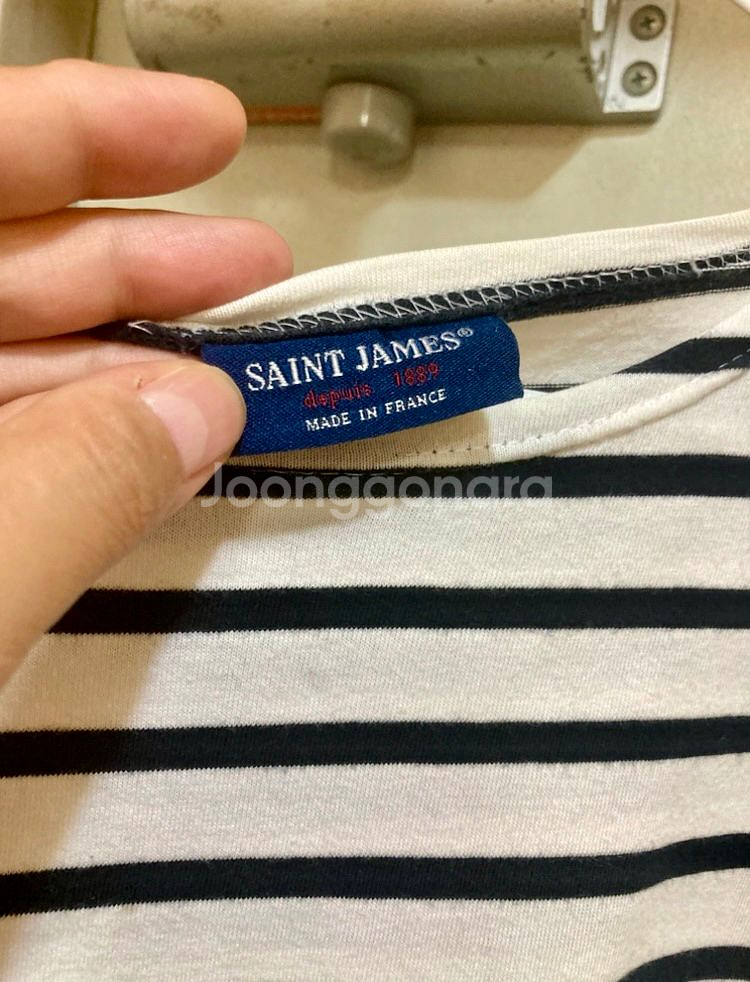 SAINT JAMES®
depuis 1889
MADE IN FRANCE
Joonggonara